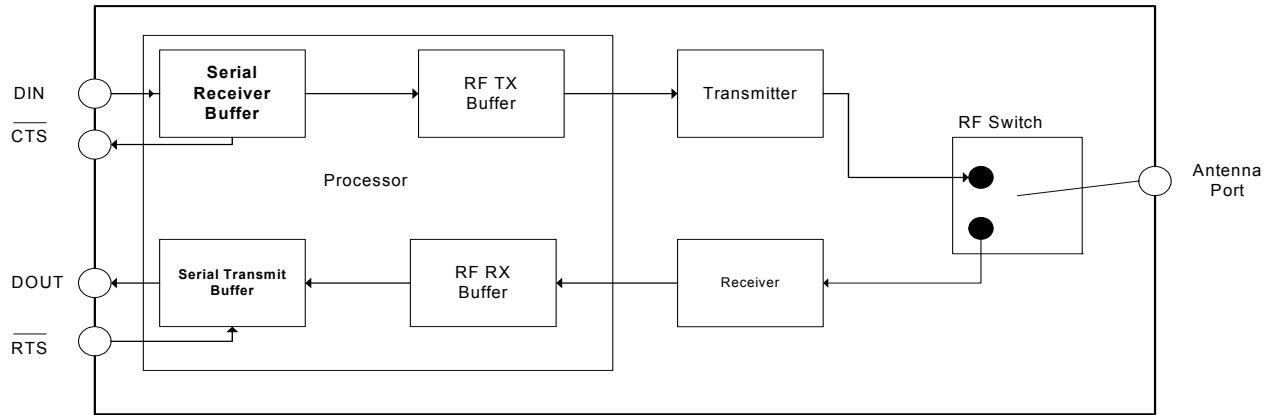 DIN
CTS
Serial
Receiver
Buffer
RF TX
Buffer
Transmitter
RF Switch
Antenna
Port
Processor
DOUT
RTS
Serial Transmit
Buffer
RF RX
Buffer
Receiver